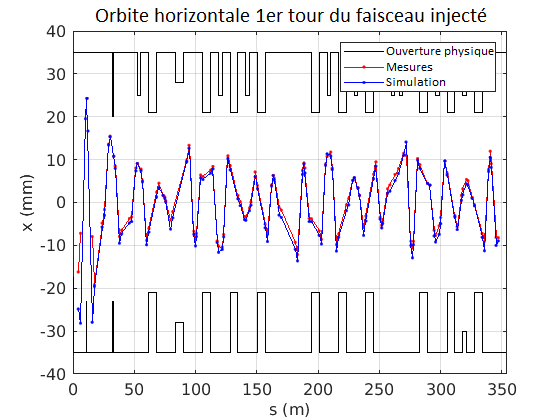 Orbite horizontale 1er tour du faisceau injecté
40
30
20
10
0
-10
-20
-30
-40
x (mm)
Ouverture physique
Mesures
Simulation
0 50 100 150 200 250 300 350
s (m)